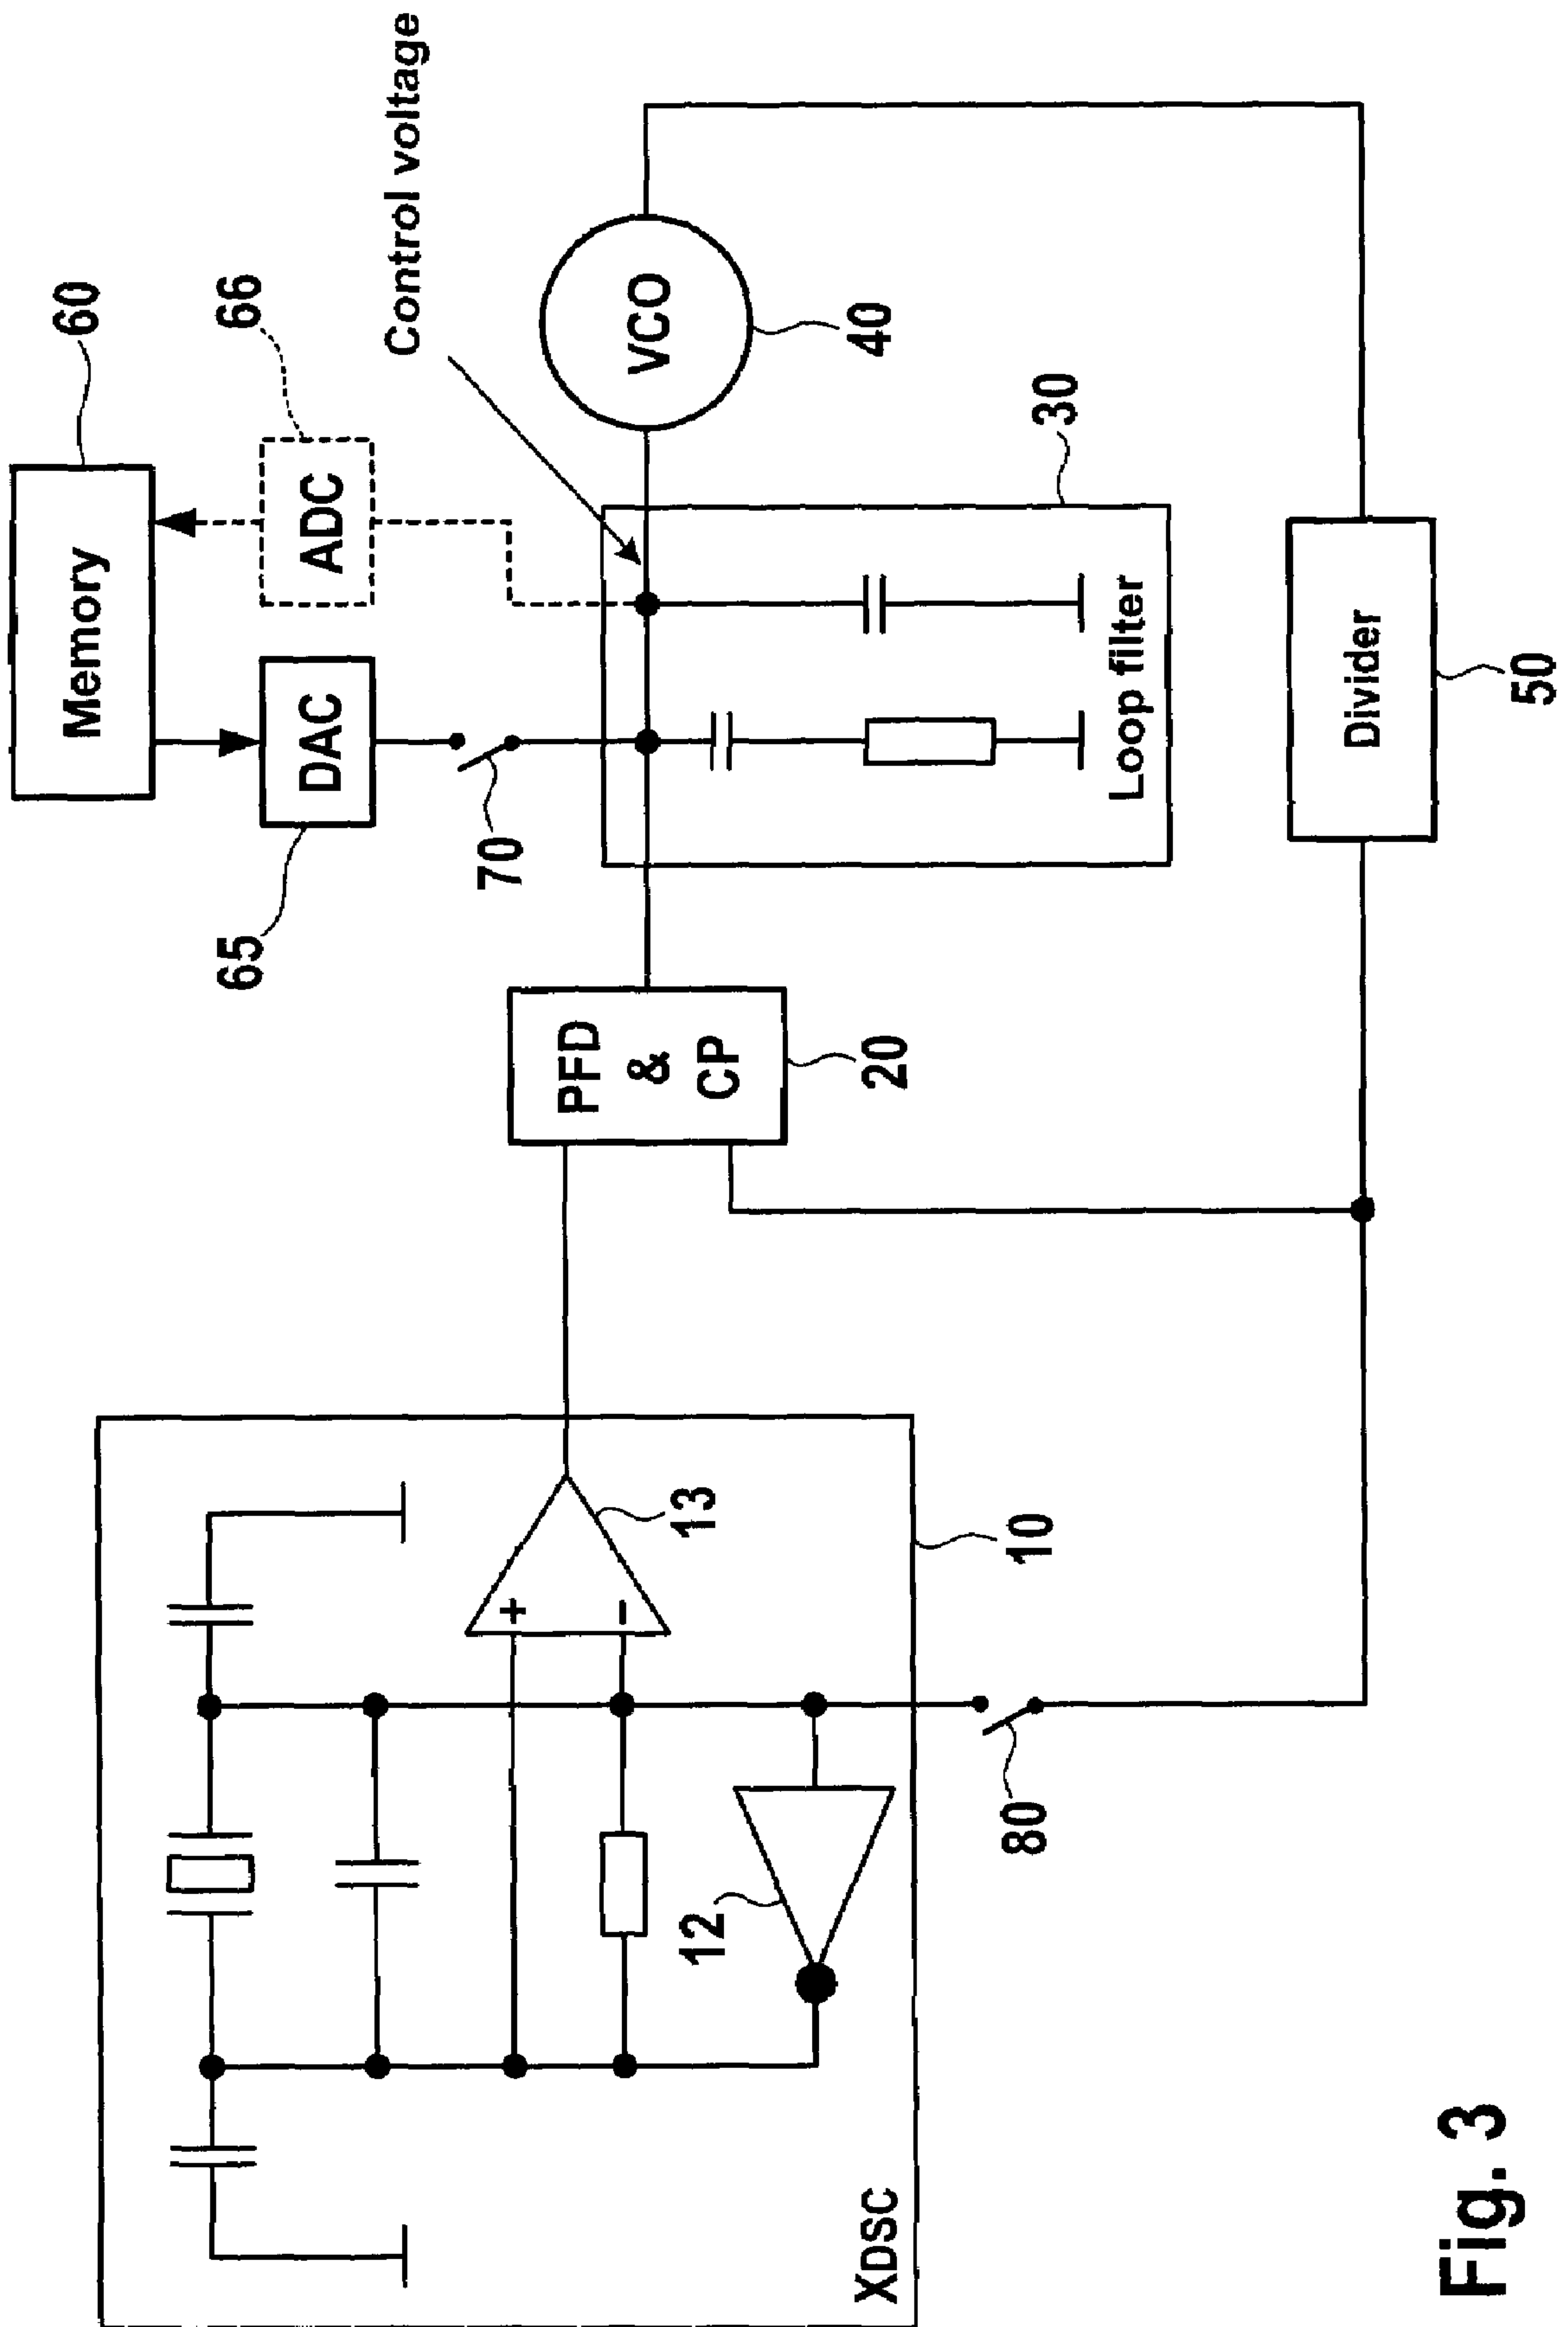 60
Memory
66
ADC
DAC
65
70
Control voltage
VCO
40
30
Loop filter
PFD
&
CP
20
Divider
50
+
−
13
12
10
80
XDSC
Fig. 3